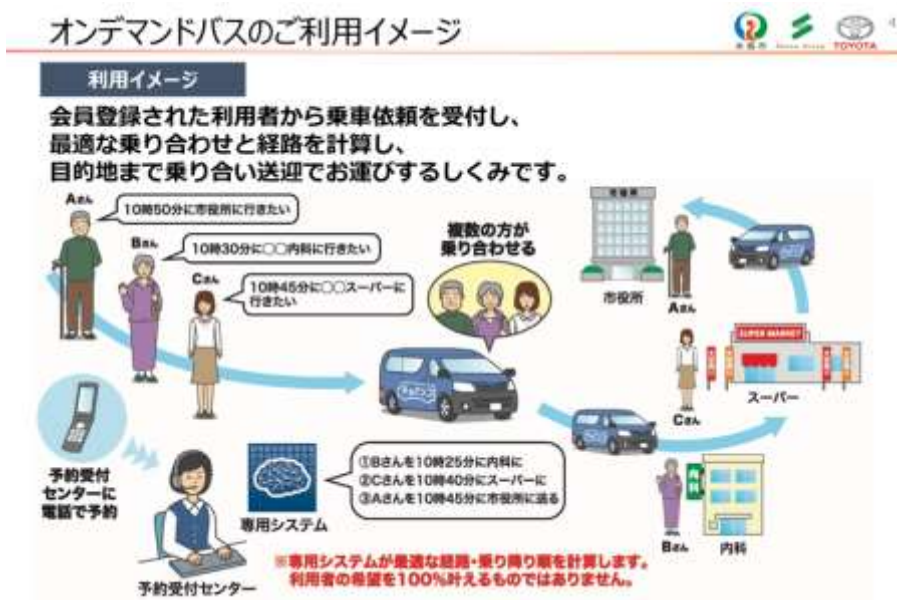 オンデマンドバスのご利用イメージ
TOYOTA
4
利用イメージ
会員登録された利用者から乗車依頼を受付し、
最適な乗り合わせと経路を計算し、
目的地まで乗り合い送迎でお運びするしくみです。
Aさん
10時50分に市役所に行きたい
Bさん
10時30分に○○内科に行きたい
Cさん
10時45分に○○スーパーに
行きたい
複数の方が
乗り合わせる
市役所
市役所
Aさん
SUPER MARKET
スーパー
Cさん
内科
Bさん
内科
予約受付
センターに
電話で予約
専用システム
①Bさんを10時25分に内科に
②Cさんを10時40分にスーパーに
③Aさんを10時45分に市役所に送る
予約受付センター
※専用システムが最適な経路・乗り降り順を計算します。
利用者の希望を100%叶えるものではありません。